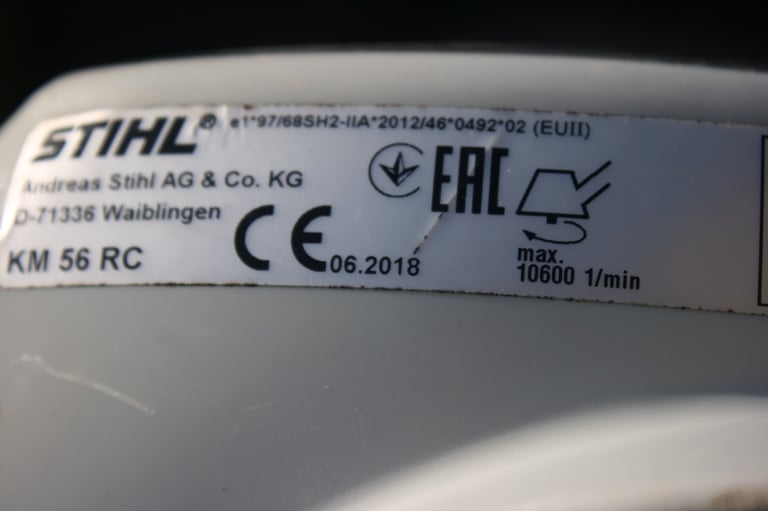 STIHL® e1*97/68SH2-IIA*2012/46*0492*02 (EUII)
Andreas Stihl AG & Co. KG
D-71336 Waiblingen
EAC
KM 56 RC
CE 06.2018
max.
10600 1/min